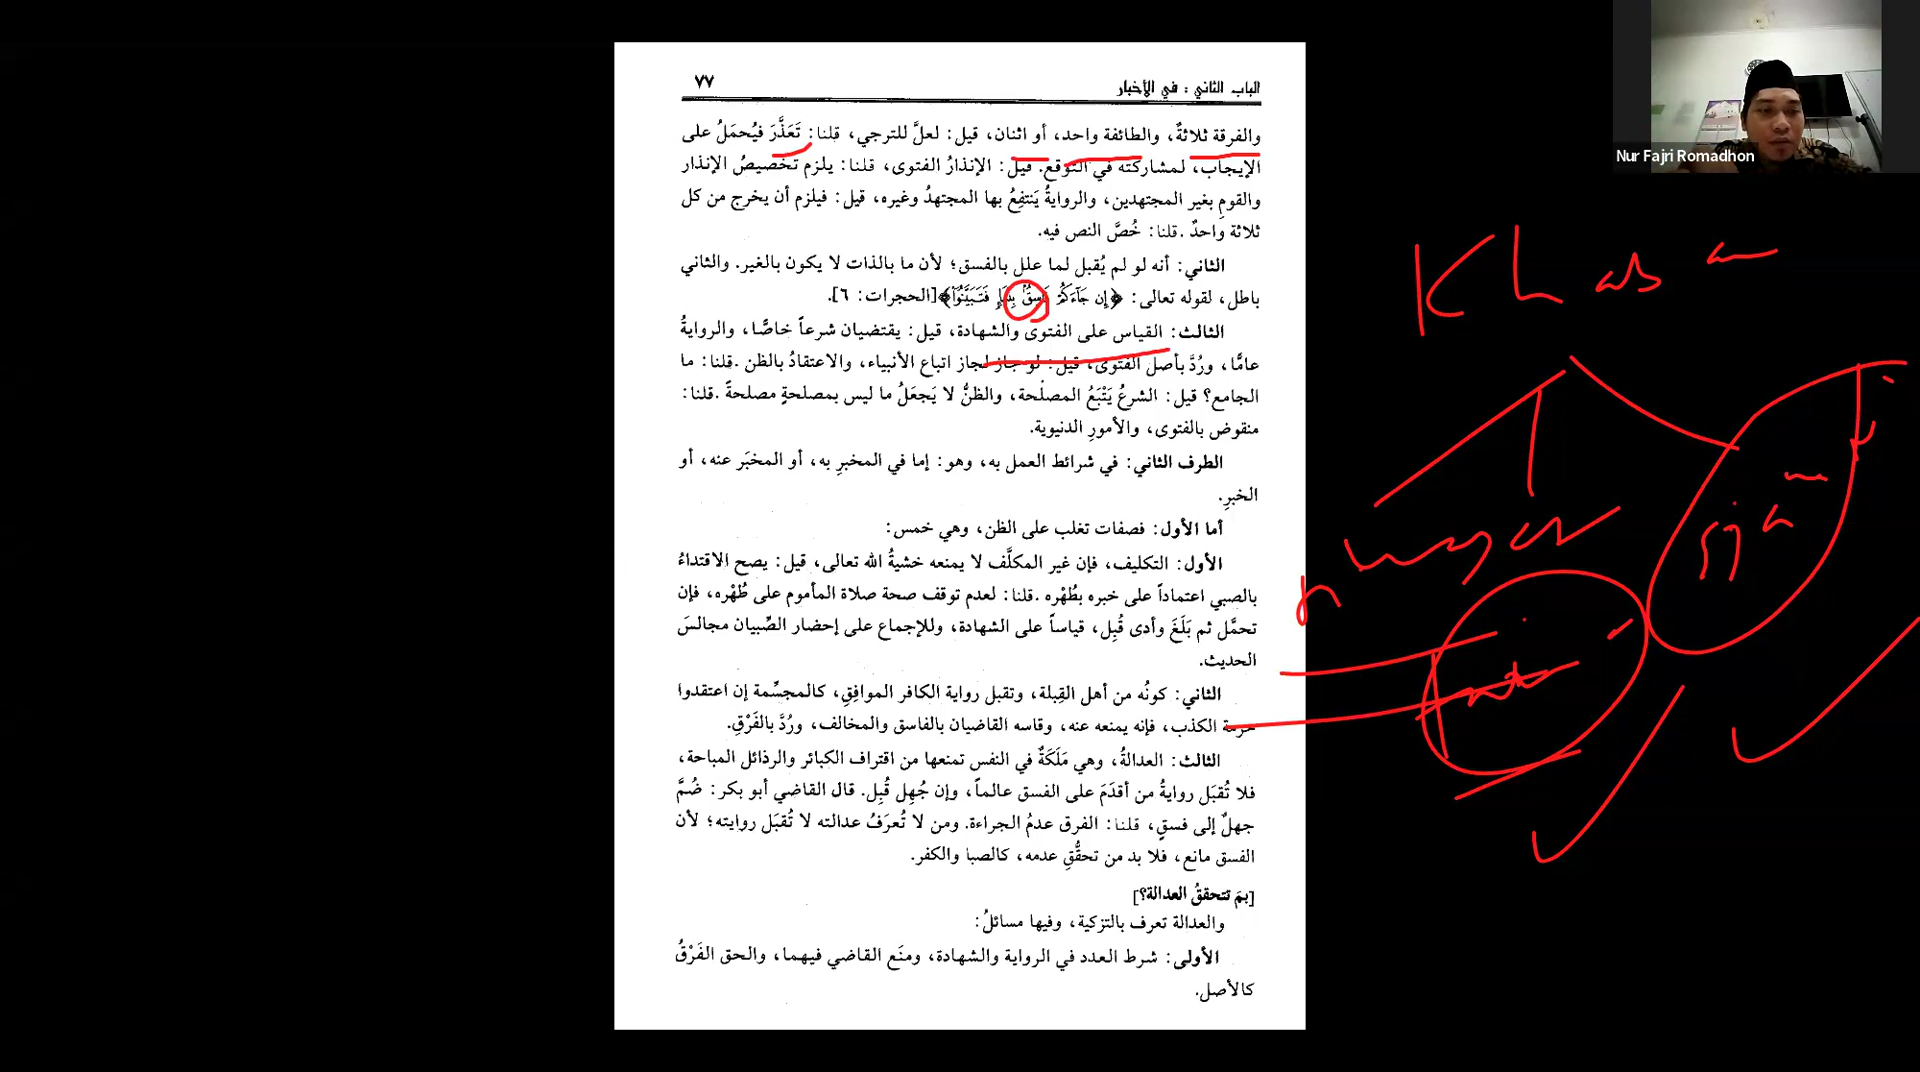 الباب الثاني : في الأخبار ٧٧
والفرقة ثلاثةٌ، والطائفة واحد، أو اثنان، قيل: لعلَّ للترجي، قلنا: تَعَذَّرَ فيُحمَلُ على
الإيجاب، لمشاركته في التوقع. قيل: الإنذارُ الفتوى، قلنا: يلزم تخصيصُ الإنذار
والقومِ بغير المجتهدين، والروايةُ يَنتفِعُ بها المجتهدُ وغيره، قيل: فيلزم أن يخرج من كل
ثلاثة واحدٌ. قلنا: خُصَّ النص فيه.
الثاني: أنه لو لم يُقبل لما علل بالفسق؛ لأن ما بالذات لا يكون بالغير. والثاني
باطل، لقوله تعالى: ﴿إِن جَآءَكُمْ فَاسِقٌۢ بِنَبَإٍ فَتَبَيَّنُوٓا۟﴾[الحجرات: ٦].
الثالث: القياس على الفتوى والشهادة، قيل: يقتضيان شرعاً خاصًّا، والروايةُ
عامًّا، ورُدَّ بأصل الفتوى، قيل: لو جاز لجاز اتباع الأنبياء، والاعتقادُ بالظن. قلنا: ما
الجامع؟ قيل: الشرعُ يَتْبَعُ المصلحة، والظنُّ لا يَجعَلُ ما ليس بمصلحةٍ مصلحةً. قلنا:
منقوض بالفتوى، والأمورِ الدنيوية.
الطرف الثاني: في شرائط العمل به، وهو: إما في المخبرِ به، أو المخبَر عنه، أو
الخبرِ.
أما الأول: فصفات تغلب على الظن، وهي خمس:
الأول: التكليف، فإن غير المكلَّف لا يمنعه خشيةُ الله تعالى، قيل: يصح الاقتداءُ
بالصبي اعتماداً على خبره بطُهْره. قلنا: لعدم توقف صحة صلاة المأموم على طُهْره، فإن
تحمَّل ثم بَلَغَ وأدى قُبِل، قياساً على الشهادة، وللإجماع على إحضار الصِّبيان مجالسَ
الحديث.
الثاني: كونُه من أهل القِبلة، وتقبل رواية الكافر الموافِقِ، كالمجسِّمة إن اعتقدوا
حرمة الكذب، فإنه يمنعه عنه، وقاسه القاضيان بالفاسق والمخالف، ورُدَّ بالفَرْقِ.
الثالث: العدالةُ، وهي مَلَكَةٌ في النفس تمنعها من اقتراف الكبائر والرذائل المباحة،
فلا تُقبَل روايةُ من أقدَمَ على الفسق عالماً، وإن جُهِل قُبِل. قال القاضي أبو بكر: ضُمَّ
جهلٌ إلى فسقٍ، قلنا: الفرق عدمُ الجراءة. ومن لا تُعرَفُ عدالته لا تُقبَل روايته؛ لأن
الفسق مانع، فلا بد من تحقُّقِ عدمه، كالصبا والكفر.
[بمَ تتحققُ العدالة؟]
والعدالة تعرف بالتزكية، وفيها مسائلُ:
الأولى: شرط العدد في الرواية والشهادة، ومنَع القاضي فيهما، والحق الفَرْقُ
كالأصل.
Nur Fajri Romadhon